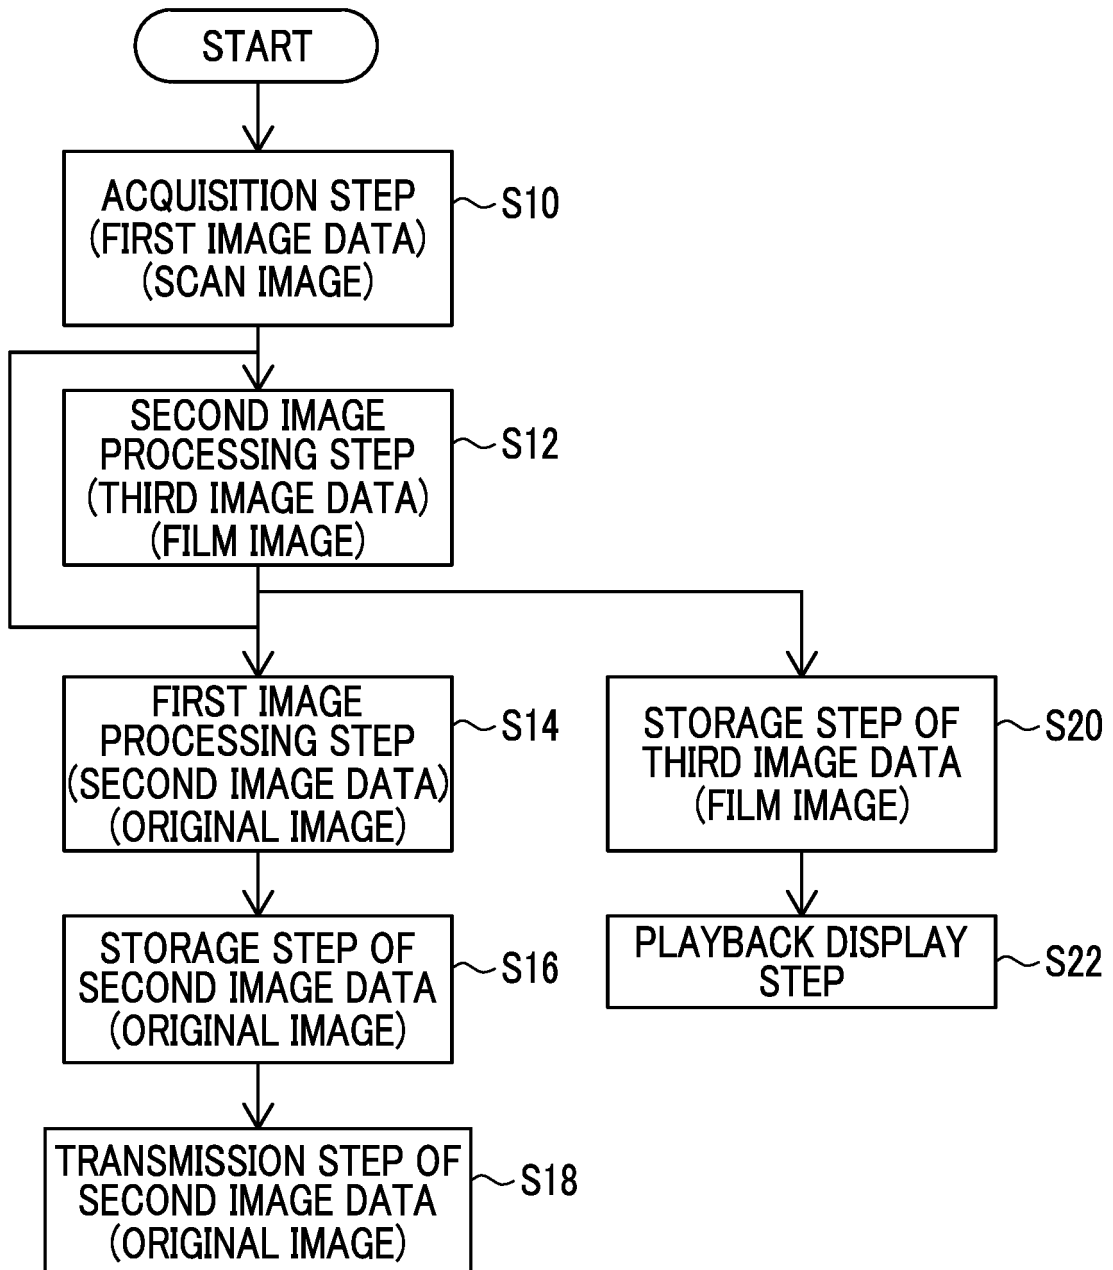 START
ACQUISITION STEP
(FIRST IMAGE DATA)
(SCAN IMAGE)
S10
SECOND IMAGE
PROCESSING STEP
(THIRD IMAGE DATA)
(FILM IMAGE)
S12
FIRST IMAGE
PROCESSING STEP
(SECOND IMAGE DATA)
(ORIGINAL IMAGE)
S14
STORAGE STEP OF
THIRD IMAGE DATA
(FILM IMAGE)
S20
STORAGE STEP OF
SECOND IMAGE DATA
(ORIGINAL IMAGE)
S16
PLAYBACK DISPLAY
STEP
S22
TRANSMISSION STEP OF
SECOND IMAGE DATA
(ORIGINAL IMAGE)
S18